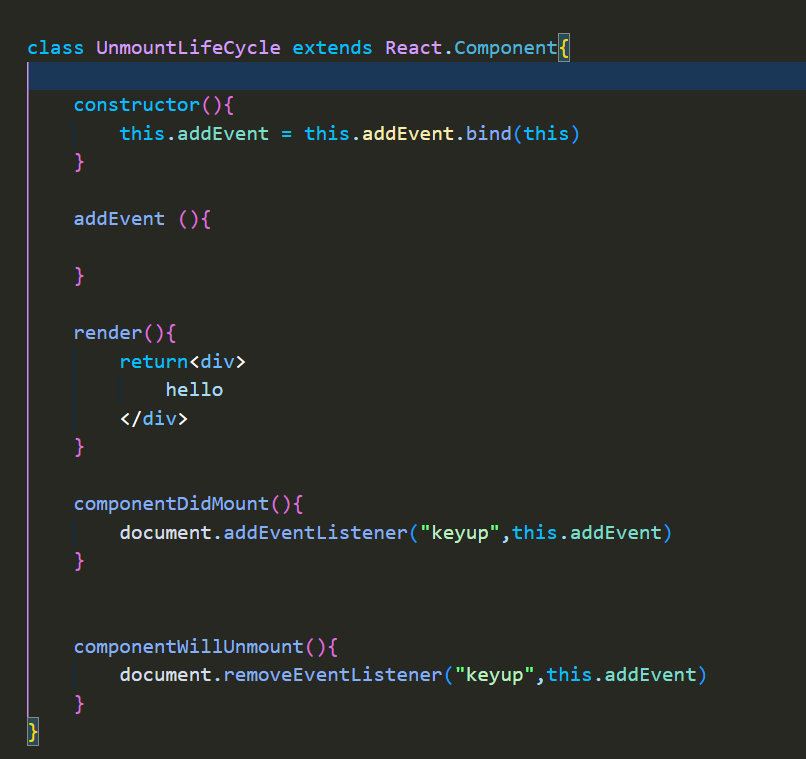 class UnmountLifeCycle extends React.Component{
constructor(){
this.addEvent = this.addEvent.bind(this)
}
addEvent (){
}
render(){
return<div>
hello
</div>
}
componentDidMount(){
document.addEventListener("keyup",this.addEvent)
}
componentWillUnmount(){
document.removeEventListener("keyup",this.addEvent)
}
}